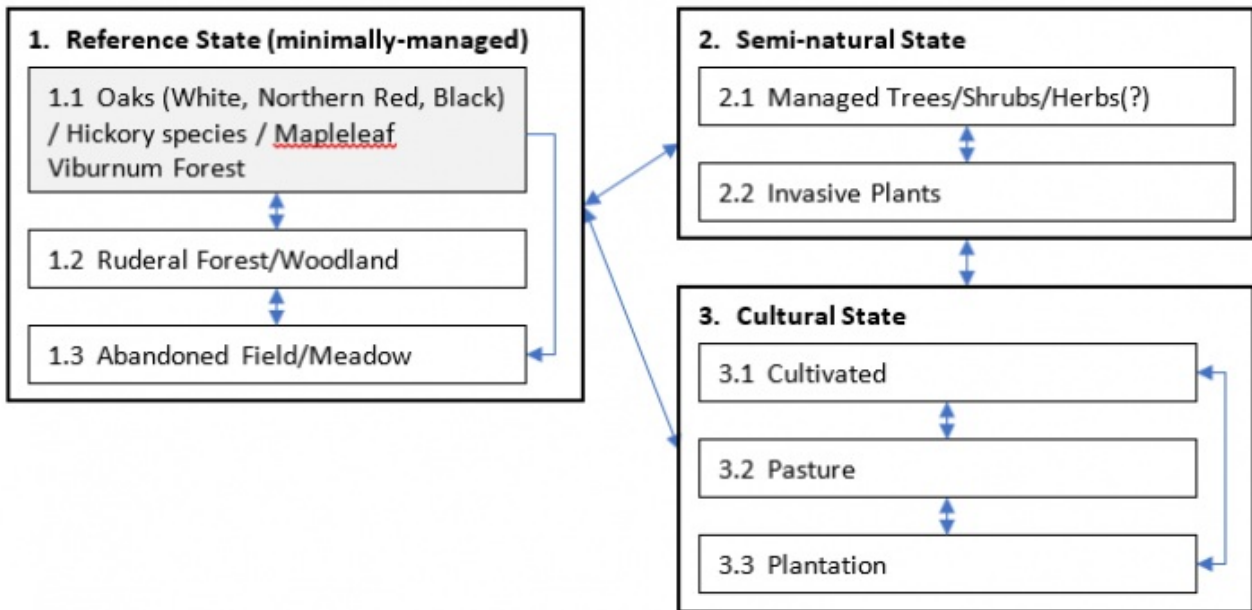 1. Reference State (minimally-managed)
1.1 Oaks (White, Northern Red, Black)
/ Hickory species / Mapleleaf
Viburnum Forest
1.2 Ruderal Forest/Woodland
1.3 Abandoned Field/Meadow
2. Semi-natural State
2.1 Managed Trees/Shrubs/Herbs(?)
2.2 Invasive Plants
3. Cultural State
3.1 Cultivated
3.2 Pasture
3.3 Plantation